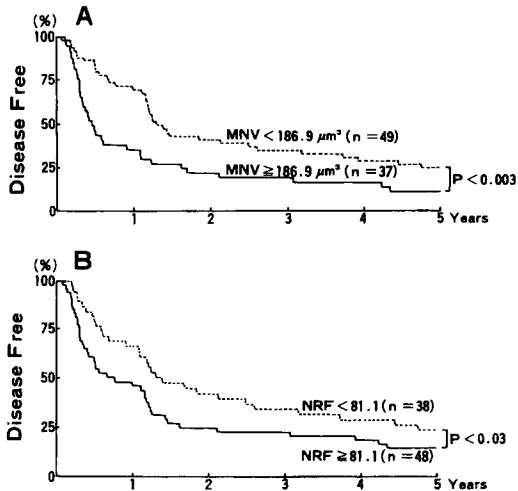 A
(%)
100
75
50
25
Disease Free
MNV < 186.9 μm³ (n = 49)
MNV ≧ 186.9 μm³ (n = 37)
P < 0.003
1 2 3 4 5 Years
B
(%)
100
75
50
25
Disease Free
NRF < 81.1 (n = 38)
NRF ≧ 81.1 (n = 48)
P < 0.03
1 2 3 4 5 Years